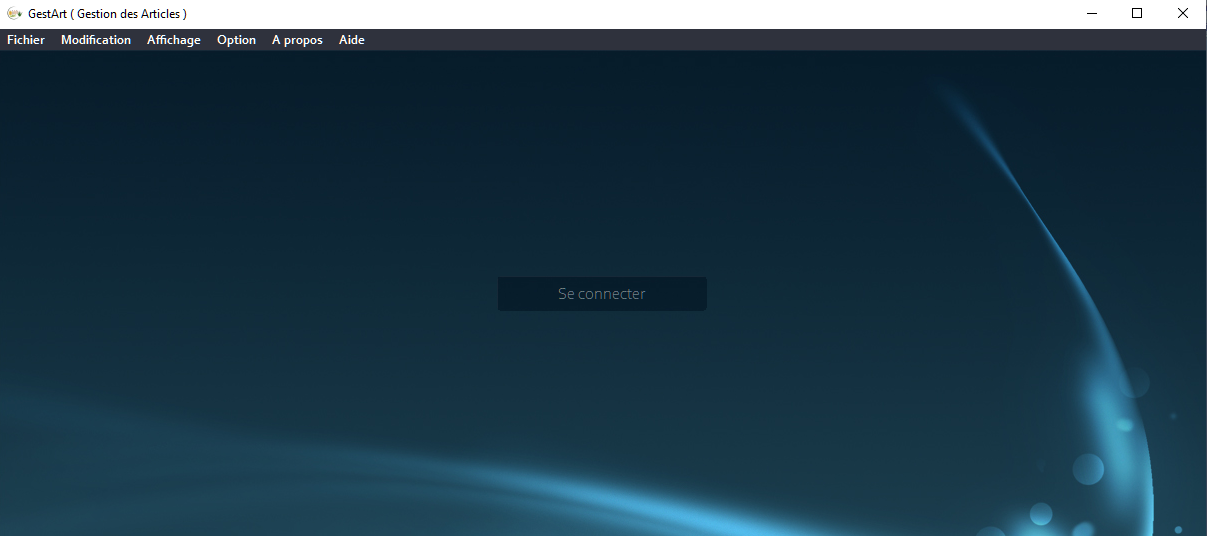 GestArt ( Gestion des Articles )
Fichier Modification Affichage Option A propos Aide
Se connecter